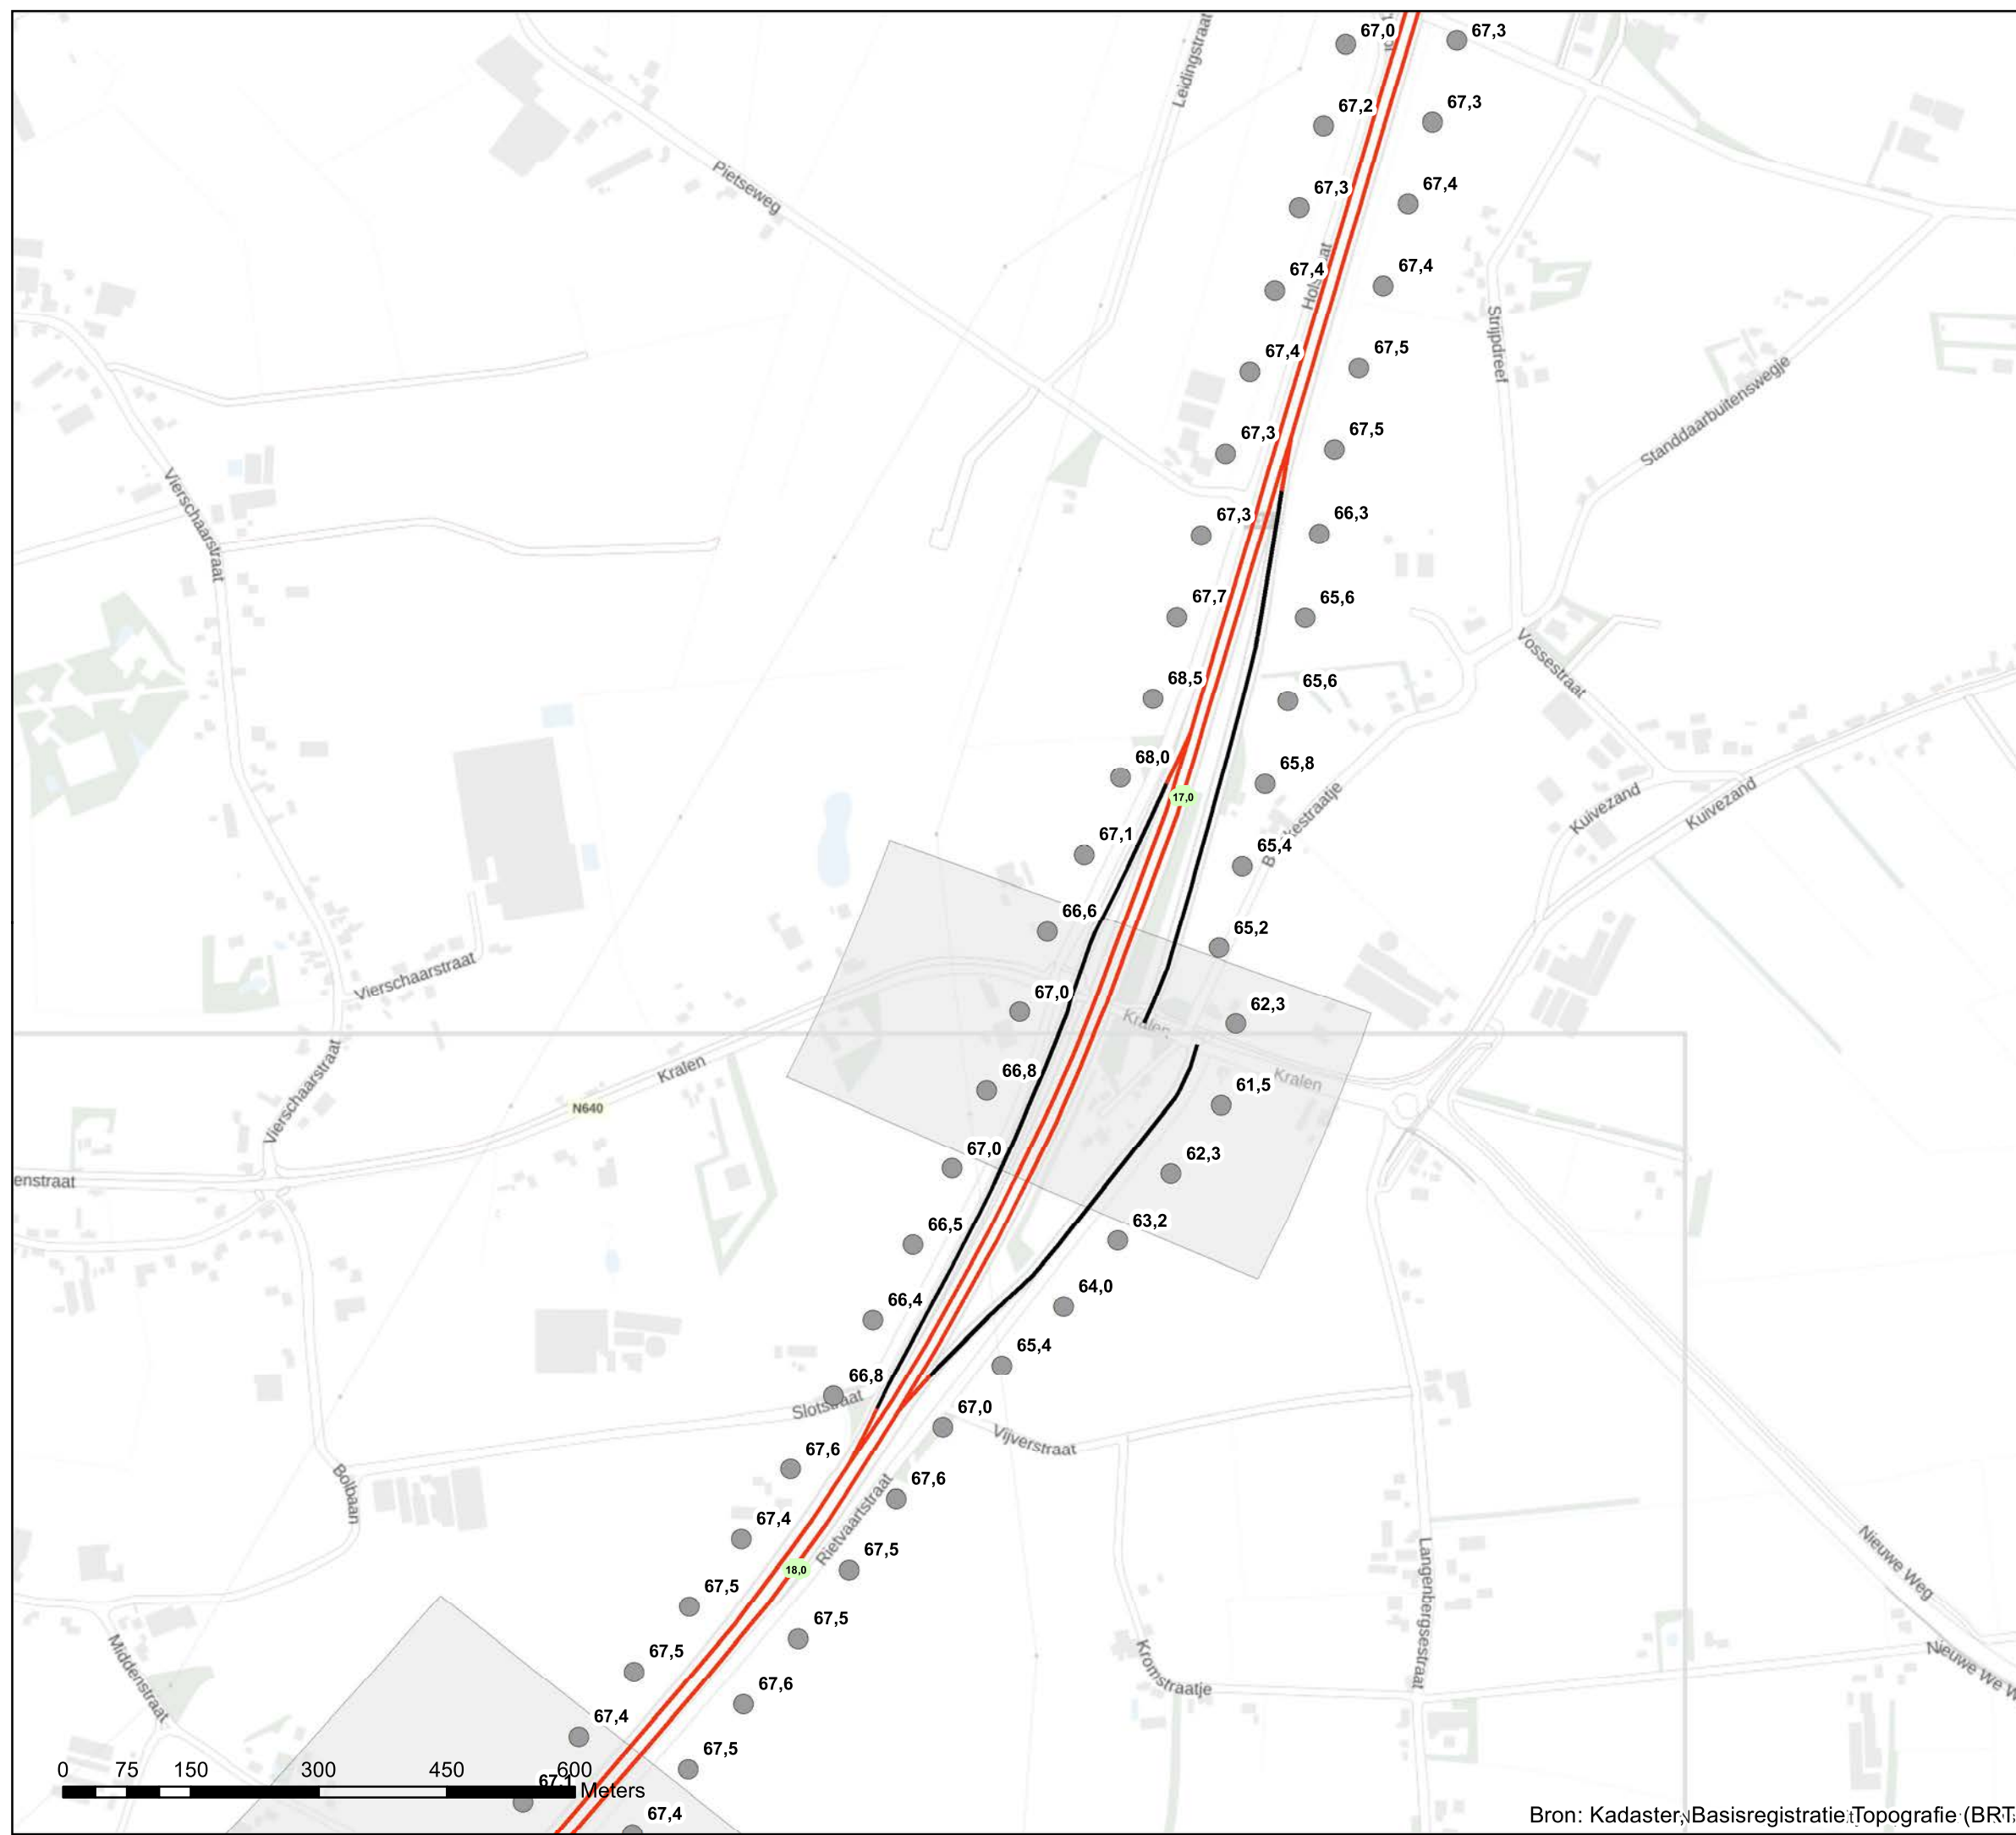 67,0
67,3
Leidingstraat
67,2
67,3
Pietseweg
67,3
67,4
67,4
67,4
Strijpdreef
67,4
67,5
Standdaarbuitenswegje
67,3
67,5
Vierschaarstraat
67,3
66,3
67,7
65,6
Vossestraat
68,5
65,6
68,0
65,8
17,0
Kuivezand
Kuivezand
67,1
65,4
66,6
65,2
Vierschaarstraat
67,0
62,3
Kralen
Vierschaarstraat
Kralen
66,8
Kralen
61,5
N640
67,0
62,3
enstraat
66,5
63,2
66,4
64,0
65,4
66,8
Slotstraat
67,0
Vijverstraat
67,6
67,6
Bolbaan
Rietvaartstraat
67,4
67,5
18,0
Langenbergsestraat
Nieuwe Weg
67,5
67,5
67,5
Middenstraat
67,6
Kromstraatje
Nieuwe We
67,4
67,5
0 75 150 300 450 600
67,1
Meters
67,4
Bron: Kadaster, Basisregistratie Topografie (BRT